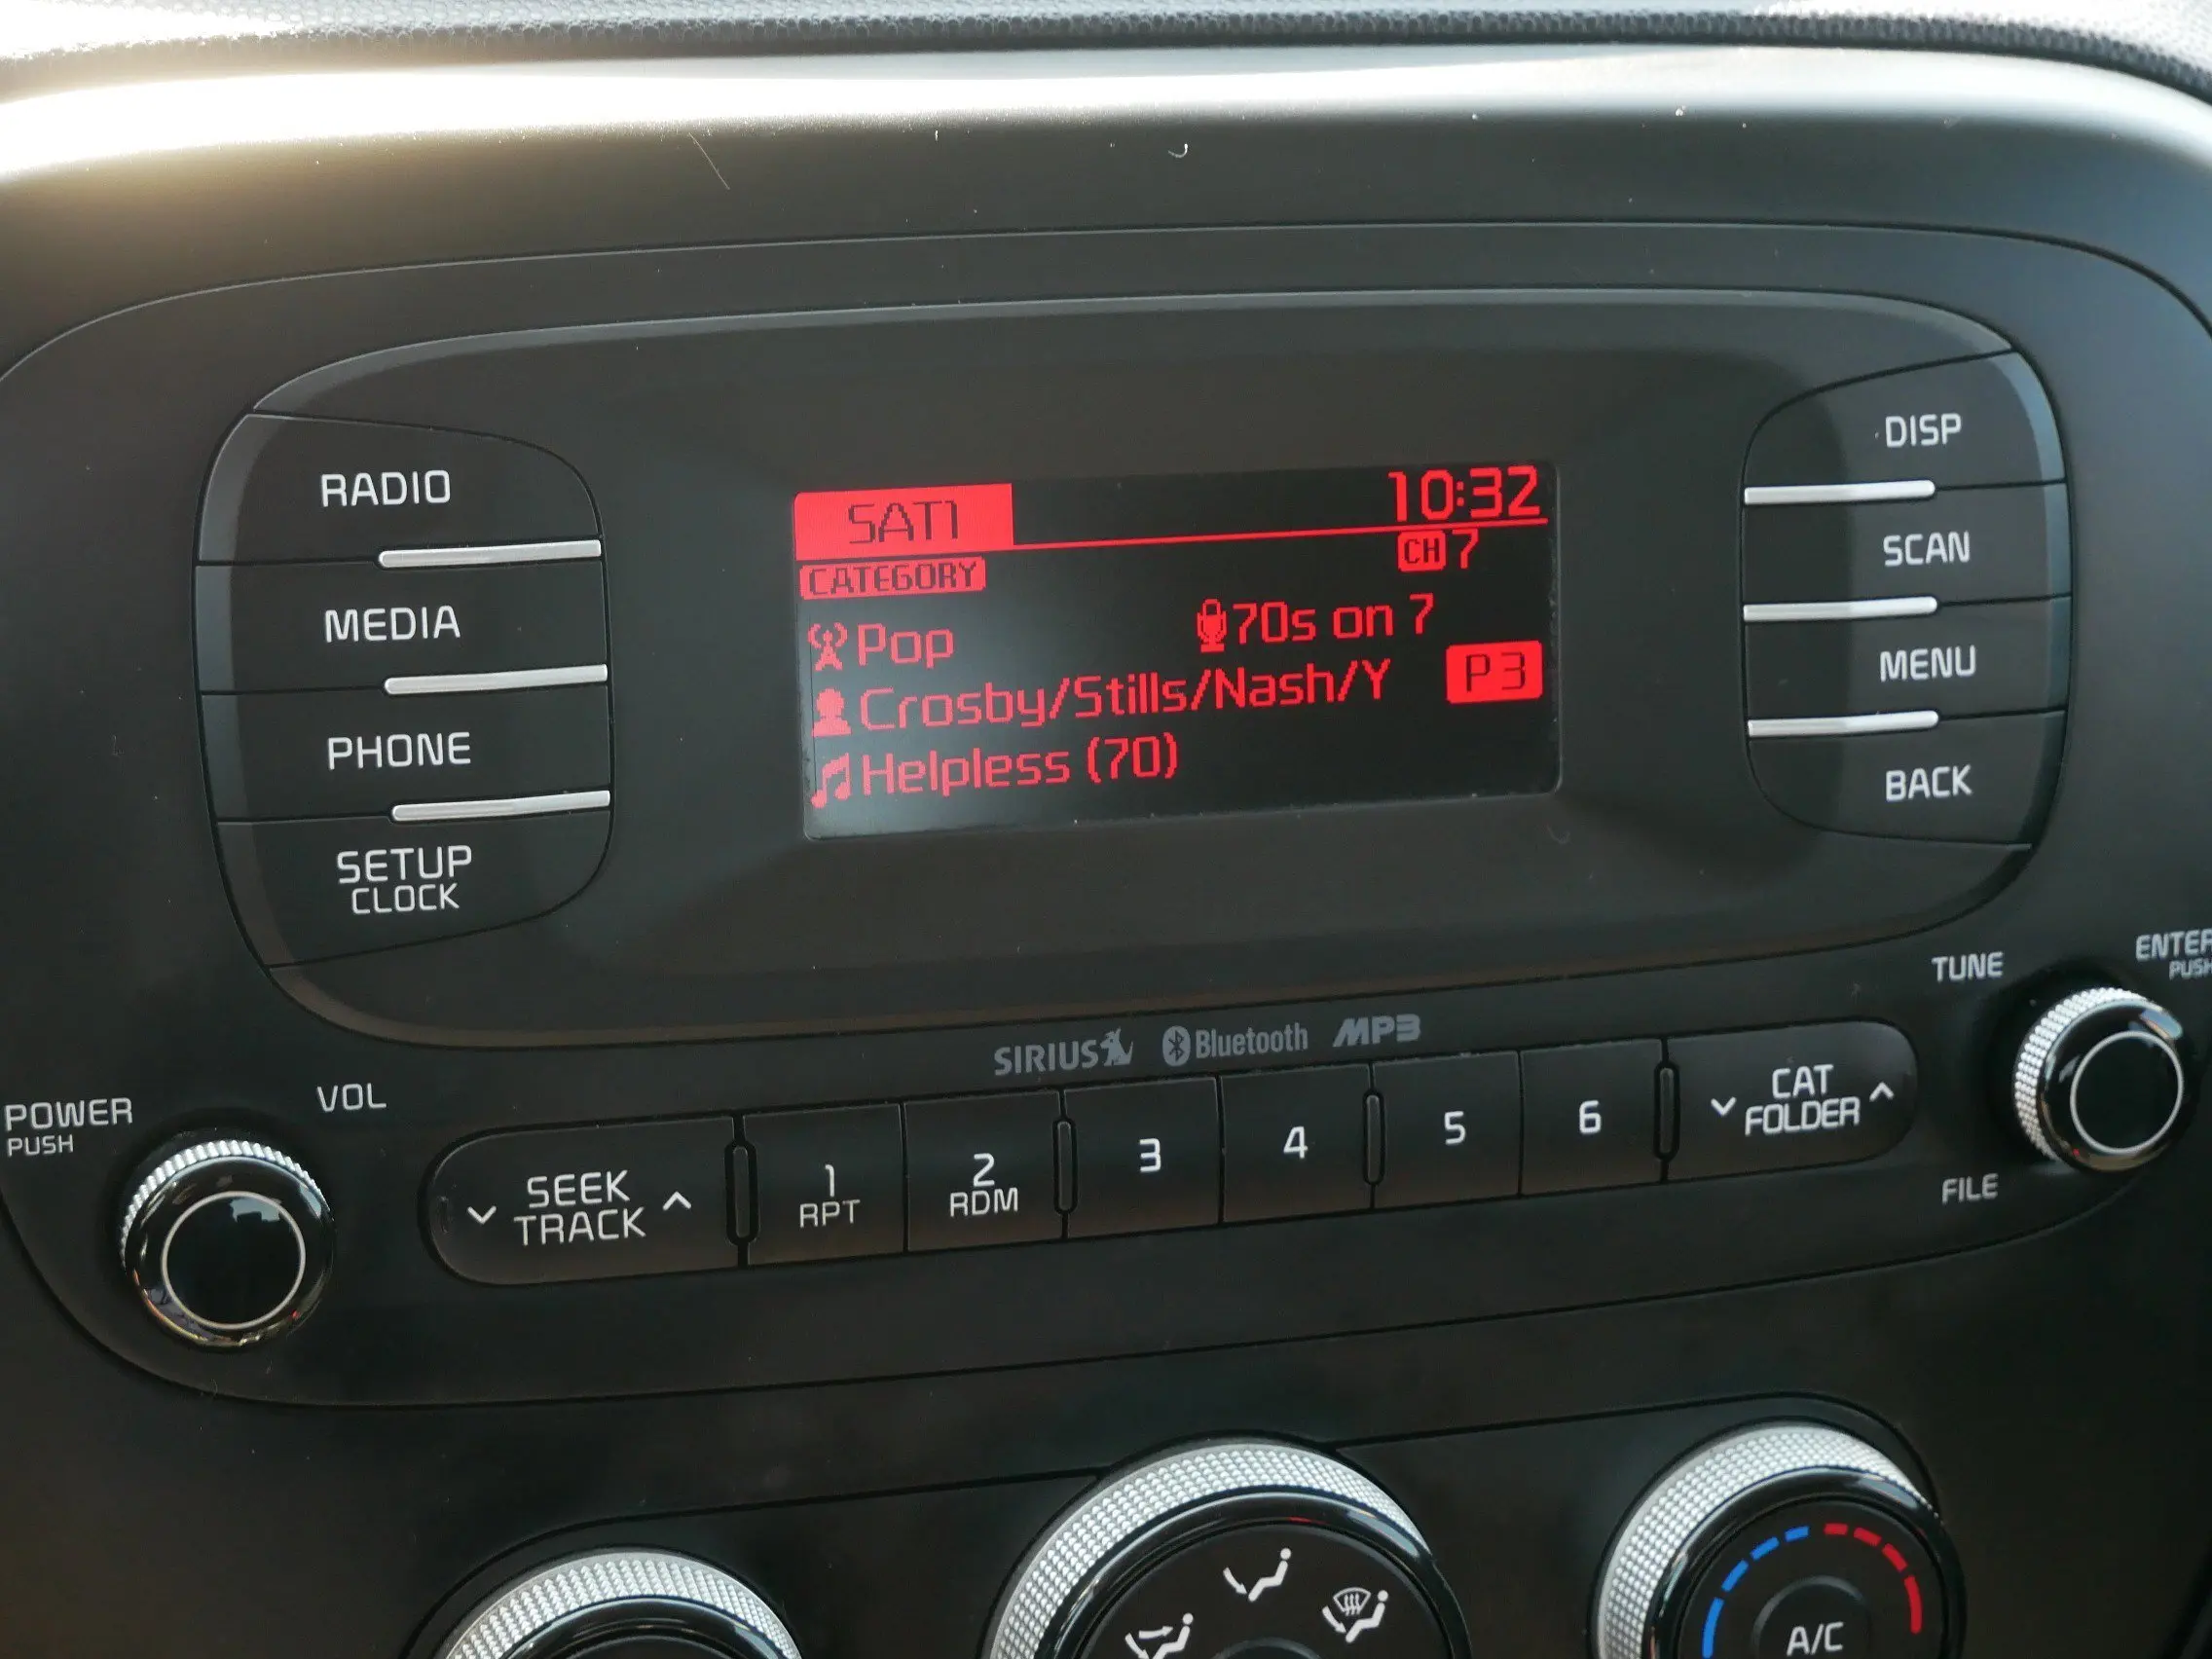 RADIO
MEDIA
PHONE
SETUP
CLOCK
SAT1
10:32
CATEGORY
CH 7
Pop
70s on 7
Crosby/Stills/Nash/Y
P3
Helpless (70)
DISP
SCAN
MENU
BACK
SIRIUS Bluetooth MP3
POWER
PUSH
VOL
SEEK
TRACK
1
RPT
2
RDM
3
4
5
6
CAT
FOLDER
TUNE
ENTER
PUSH
FILE
A/C